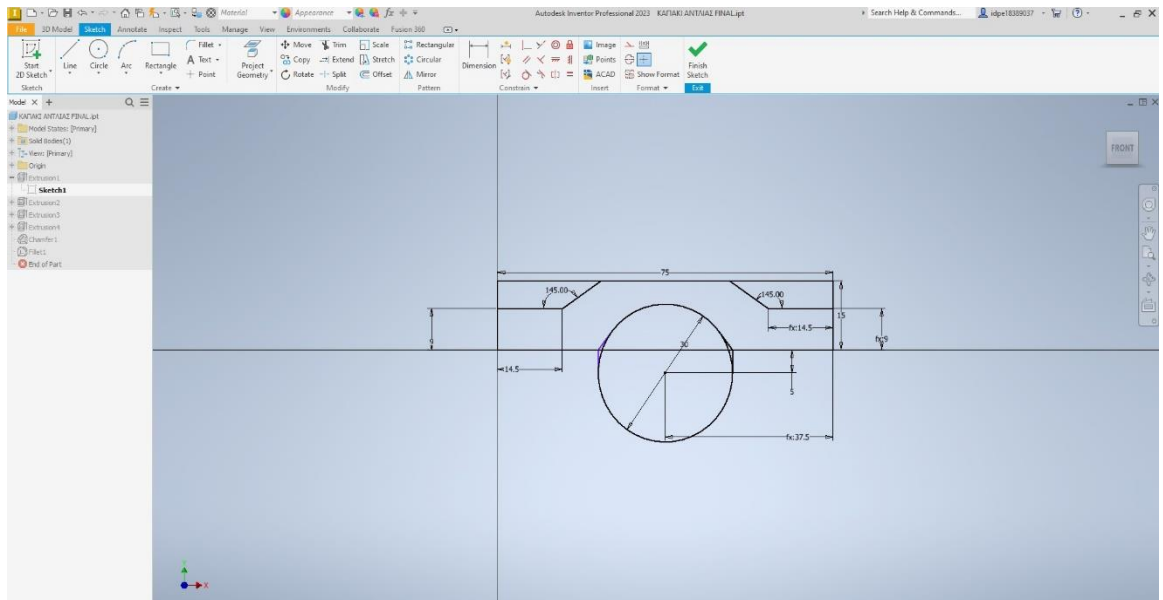 Material Appearance fx Autodesk Inventor Professional 2023 ΚΑΠΑΚΙ ΑΝΤΛΙΑΣ FINAL.ipt Search Help & Commands... idpe18389037
File 3D Model Sketch Annotate Inspect Tools Manage View Environments Collaborate Fusion 360
Fillet Move Trim Scale Rectangular Image
Text Copy Extend Stretch Circular Points
Start 2D Sketch Line Circle Arc Rectangle Point Project Geometry Rotate Split Offset Mirror Dimension ACAD Show Format Finish Sketch
Sketch Create Modify Pattern Constrain Insert Format Exit
Model
ΚΑΠΑΚΙ ΑΝΤΛΙΑΣ FINAL.ipt
Model States: [Primary]
Solid Bodies(1)
View: [Primary]
Origin
Extrusion1
Sketch1
Extrusion2
Extrusion3
Extrusion4
Chamfer1
Fillet1
End of Part
FRONT
75
145.00
145.00
fx:14.5
15
9
fx:9
30
14.5
5
fx:37.5
Y
X